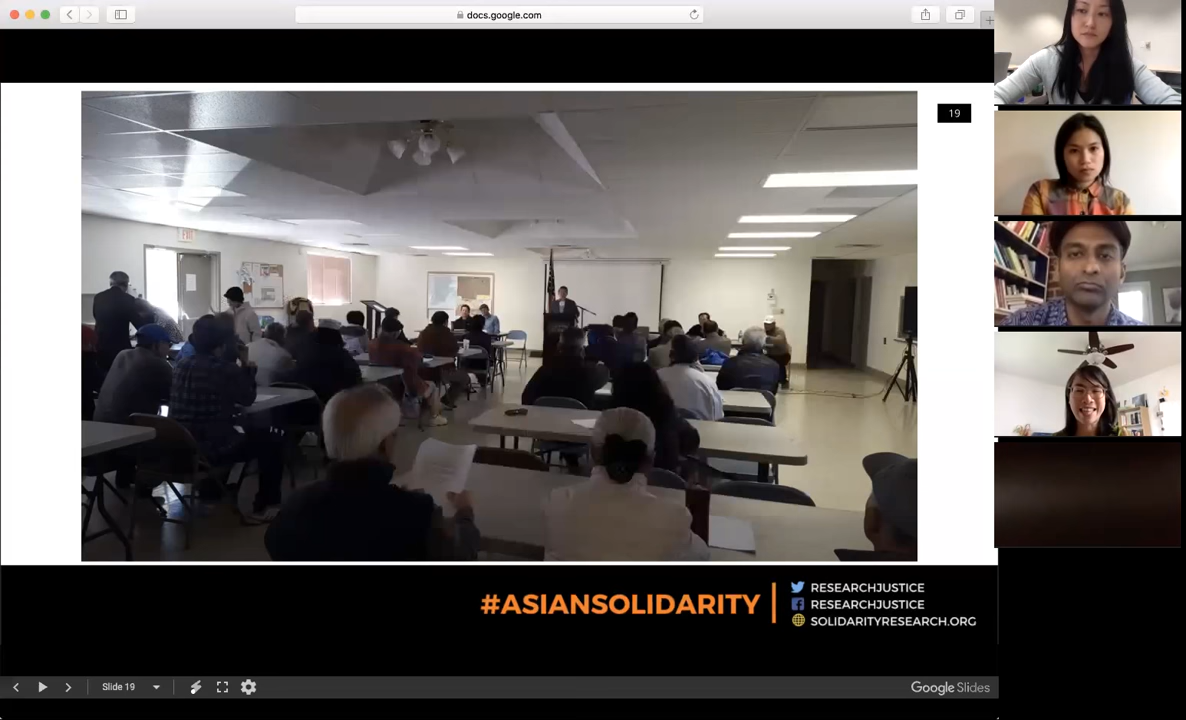 docs.google.com
19
EXIT
#ASIANSOLIDARITY
RESEARCHJUSTICE
RESEARCHJUSTICE
SOLIDARITYRESEARCH.ORG
Slide 19
Google Slides